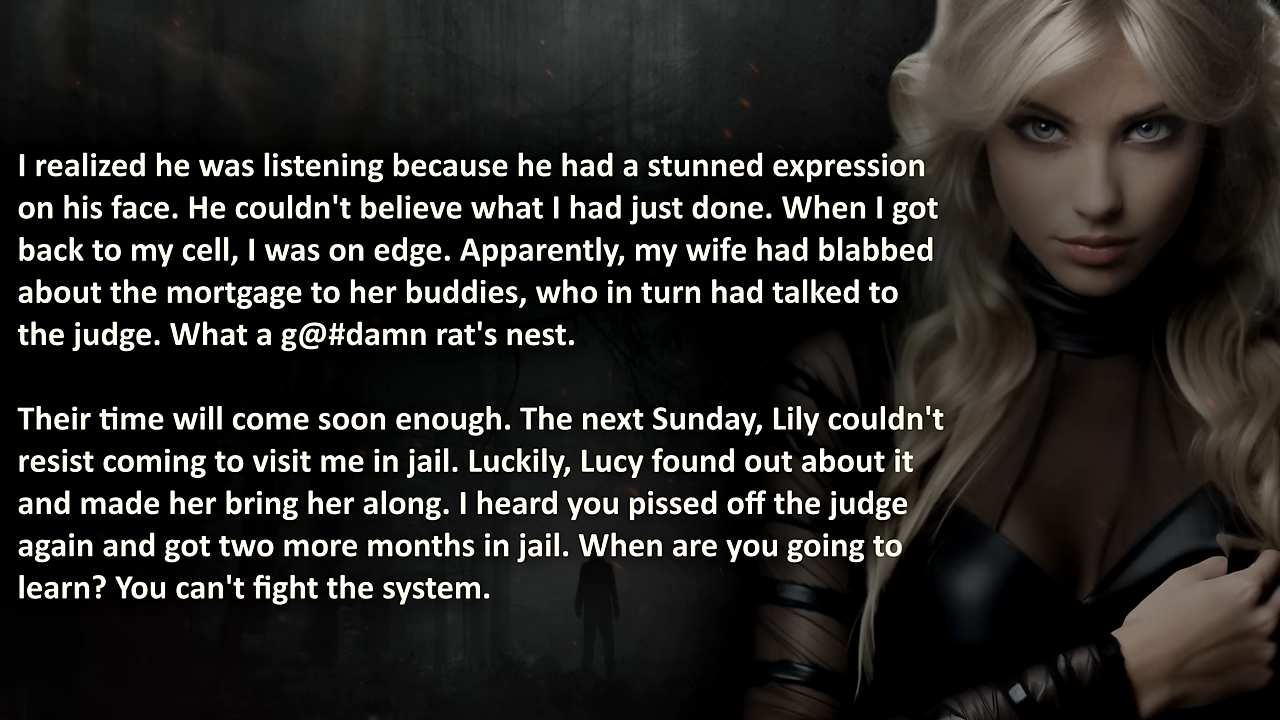 I realized he was listening because he had a stunned expression
on his face. He couldn't believe what I had just done. When I got
back to my cell, I was on edge. Apparently, my wife had blabbed
about the mortgage to her buddies, who in turn had talked to
the judge. What a g@#damn rat's nest.
Their time will come soon enough. The next Sunday, Lily couldn't
resist coming to visit me in jail. Luckily, Lucy found out about it
and made her bring her along. I heard you pissed off the judge
again and got two more months in jail. When are you going to
learn? You can't fight the system.